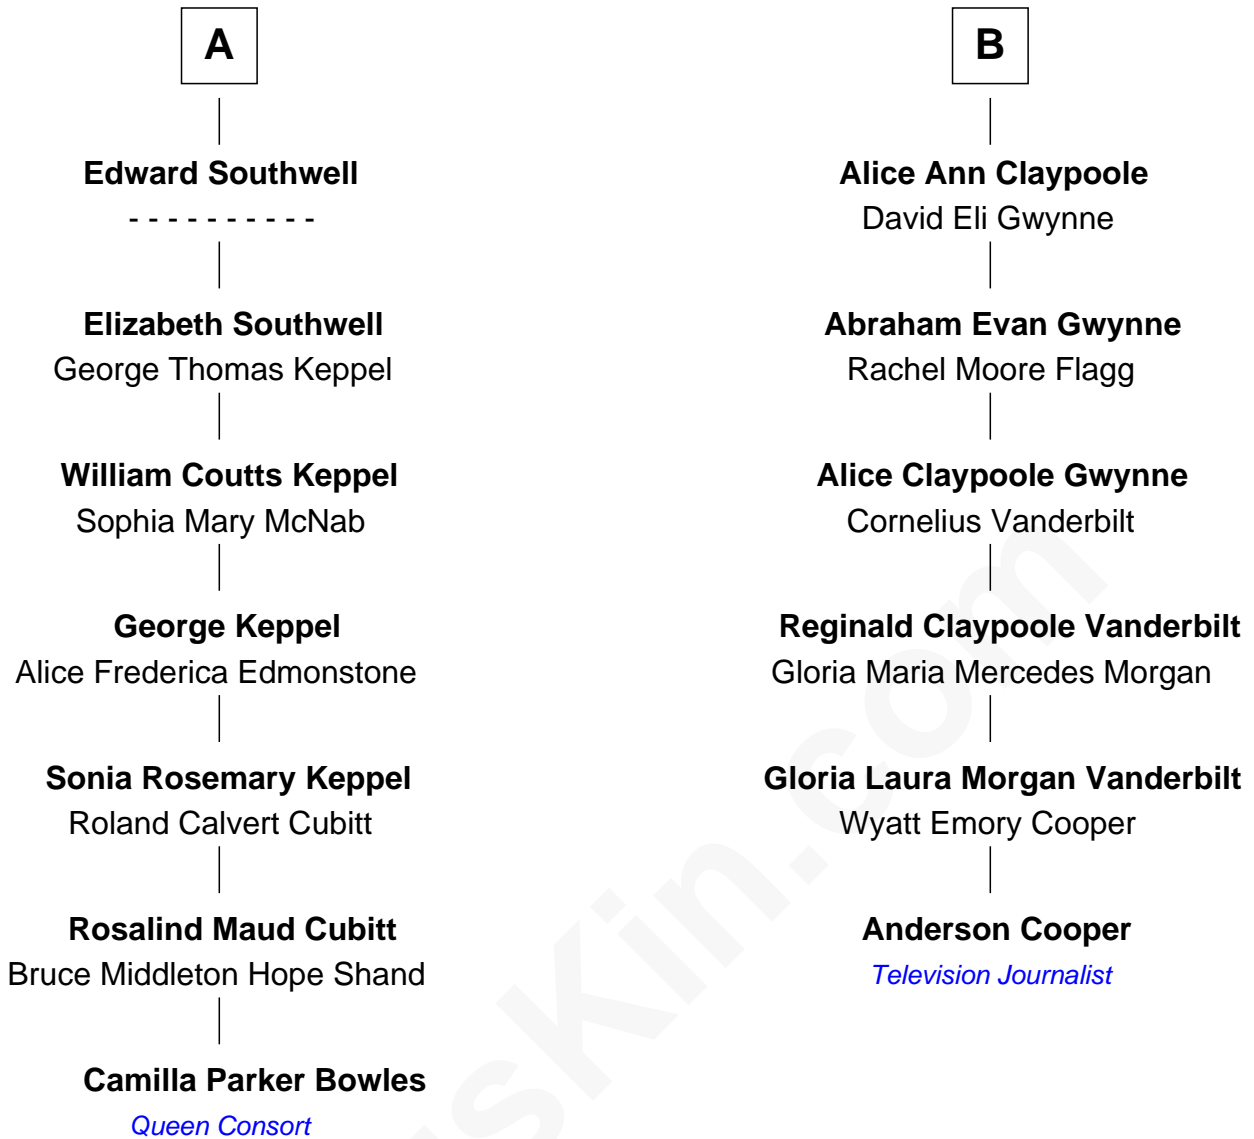 A
Edward Southwell
- - - - - - - - - -
Elizabeth Southwell
George Thomas Keppel
William Coutts Keppel
Sophia Mary McNab
George Keppel
Alice Frederica Edmonstone
Sonia Rosemary Keppel
Roland Calvert Cubitt
Rosalind Maud Cubitt
Bruce Middleton Hope Shand
Camilla Parker Bowles
Queen Consort
B
Alice Ann Claypoole
David Eli Gwynne
Abraham Evan Gwynne
Rachel Moore Flagg
Alice Claypoole Gwynne
Cornelius Vanderbilt
Reginald Claypoole Vanderbilt
Gloria Maria Mercedes Morgan
Gloria Laura Morgan Vanderbilt
Wyatt Emory Cooper
Anderson Cooper
Television Journalist
usKin.com